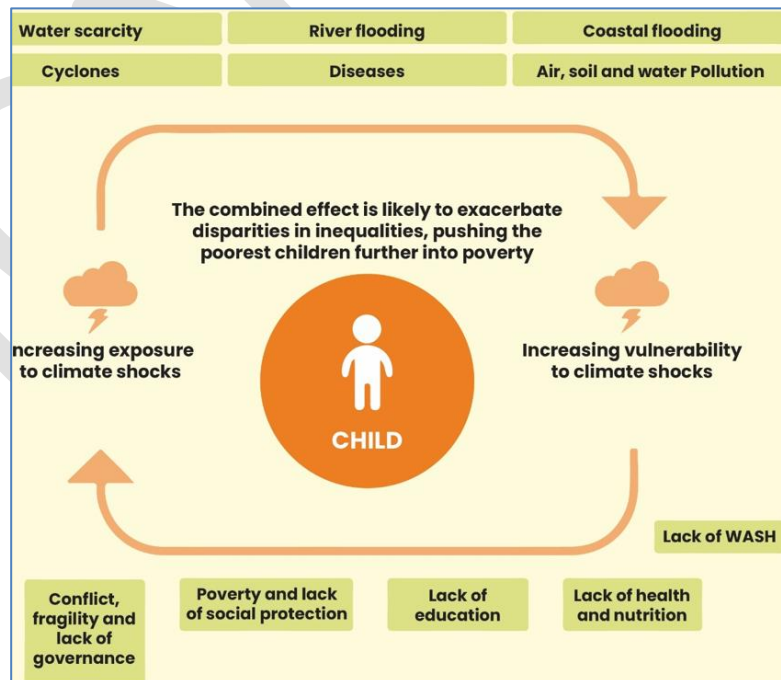 Water scarcity
River flooding
Coastal flooding
Cyclones
Diseases
Air, soil and water Pollution
The combined effect is likely to exacerbate
disparities in inequalities, pushing the
poorest children further into poverty
ncreasing exposure
to climate shocks
CHILD
Increasing vulnerability
to climate shocks
Lack of WASH
Conflict,
fragility and
lack of
governance
Poverty and lack
of social protection
Lack of
education
Lack of health
and nutrition